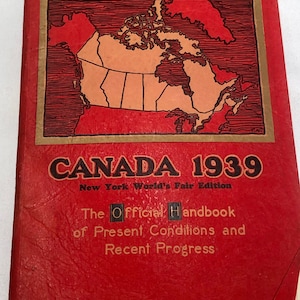 CANADA 1939
New York World's Fair Edition
The Official Handbook
of Present Conditions and
Recent Progress